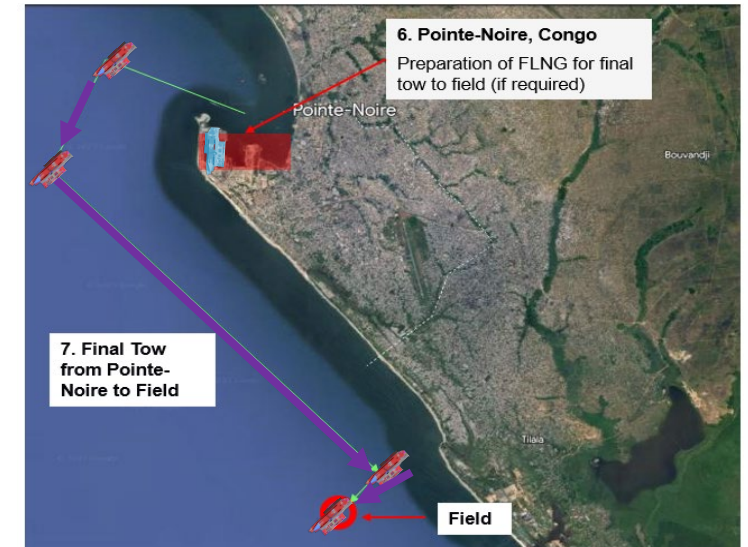 6. Pointe-Noire, Congo
Preparation of FLNG for final
tow to field (if required)
Pointe-Noire
Bouvandji
7. Final Tow
from Pointe-
Noire to Field
Tilala
Field